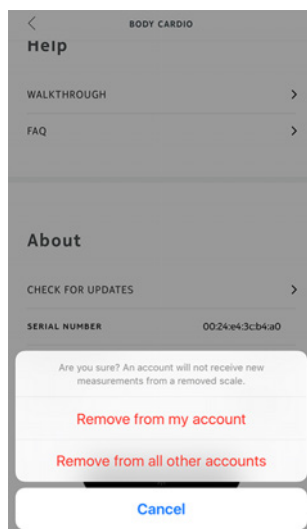 BODY CARDIO
Help
WALKTHROUGH
FAQ
About
CHECK FOR UPDATES
SERIAL NUMBER 00:24:e4:3c:b4:a0
Are you sure? An account will not receive new
measurements from a removed scale.
Remove from my account
Remove from all other accounts
Cancel